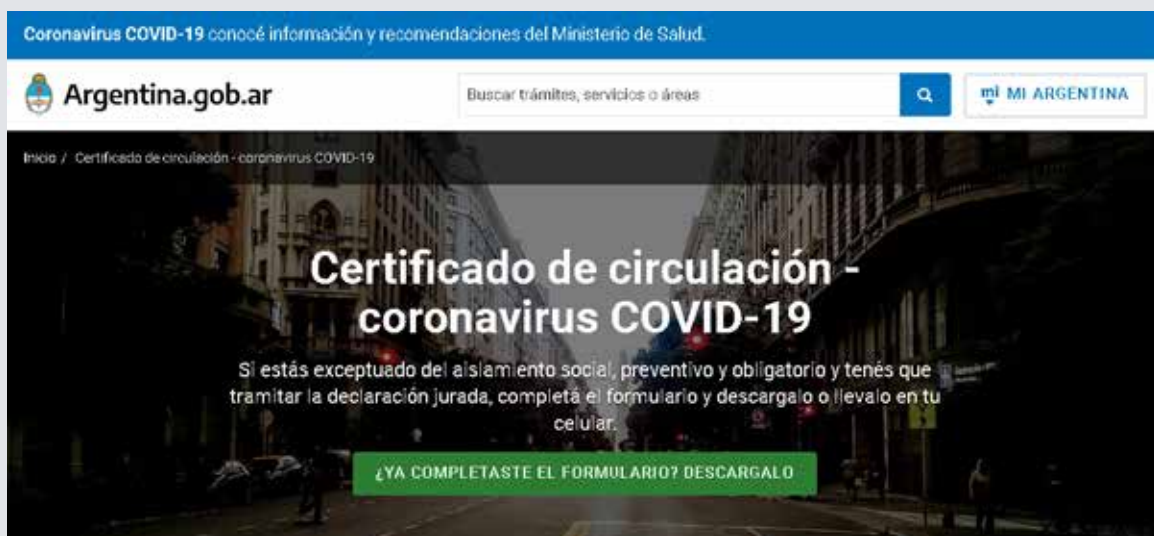 Coronavirus COVID-19 conocé información y recomendaciones del Ministerio de Salud.
Argentina.gob.ar
Buscar trámites, servicios o áreas
mi MI ARGENTINA
Inicio / Certificado de circulación - coronavirus COVID-19
Certificado de circulación -
coronavirus COVID-19
Si estás exceptuado del aislamiento social, preventivo y obligatorio y tenés que
tramitar la declaración jurada, completá el formulario y descargalo o llevalo en tu
celular.
¿YA COMPLETASTE EL FORMULARIO? DESCARGALO